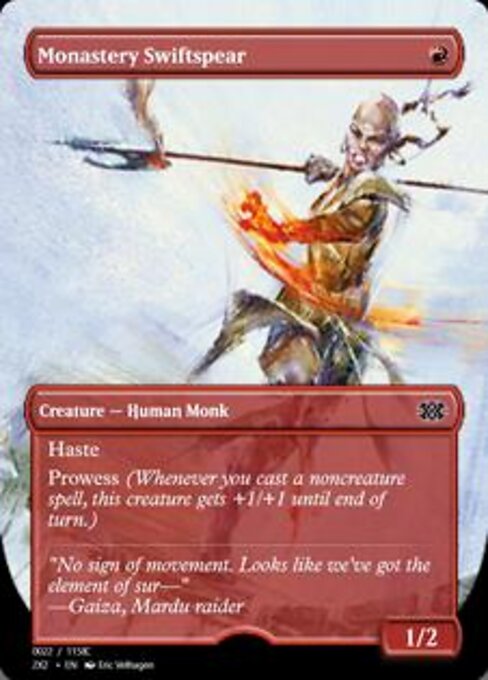 Monastery Swiftspear
Creature — Human Monk
Haste
Prowess (Whenever you cast a noncreature
spell, this creature gets +1/+1 until end of
turn.)
"No sign of movement. Looks like we've got the
element of sur—"
—Gaiza, Mardu raider
1/2
0022 / 1158C
2X2 • EN Eric Velhagen